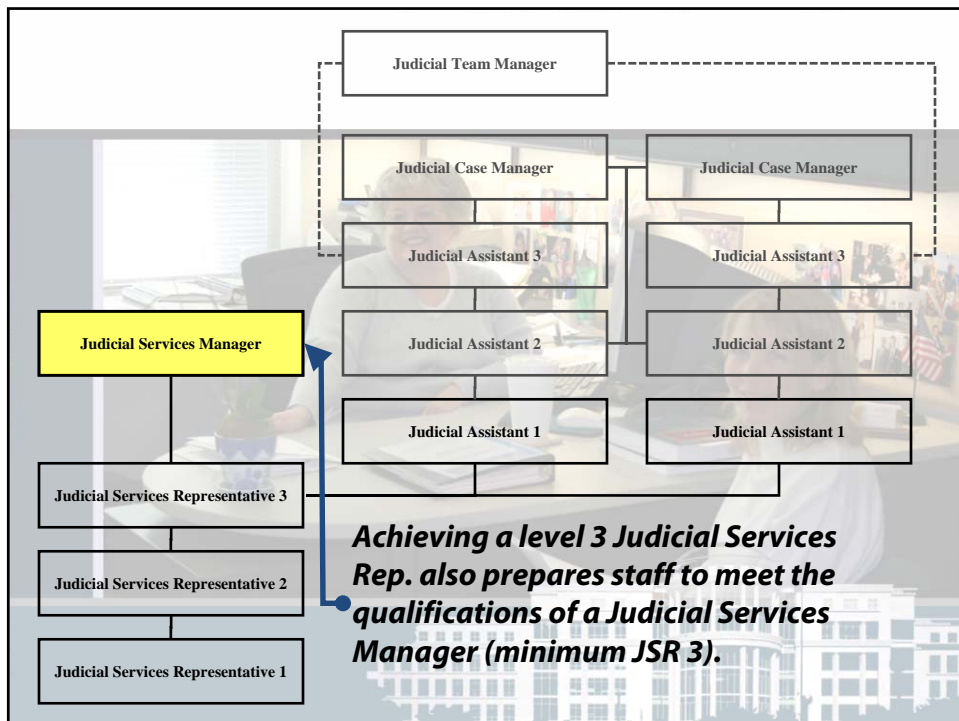 Judicial Team Manager
Judicial Case Manager
Judicial Case Manager
Judicial Assistant 3
Judicial Assistant 3
Judicial Services Manager
Judicial Assistant 2
Judicial Assistant 2
Judicial Assistant 1
Judicial Assistant 1
Judicial Services Representative 3
Judicial Services Representative 2
Judicial Services Representative 1
Achieving a level 3 Judicial Services
Rep. also prepares staff to meet the
qualifications of a Judicial Services
Manager (minimum JSR 3).